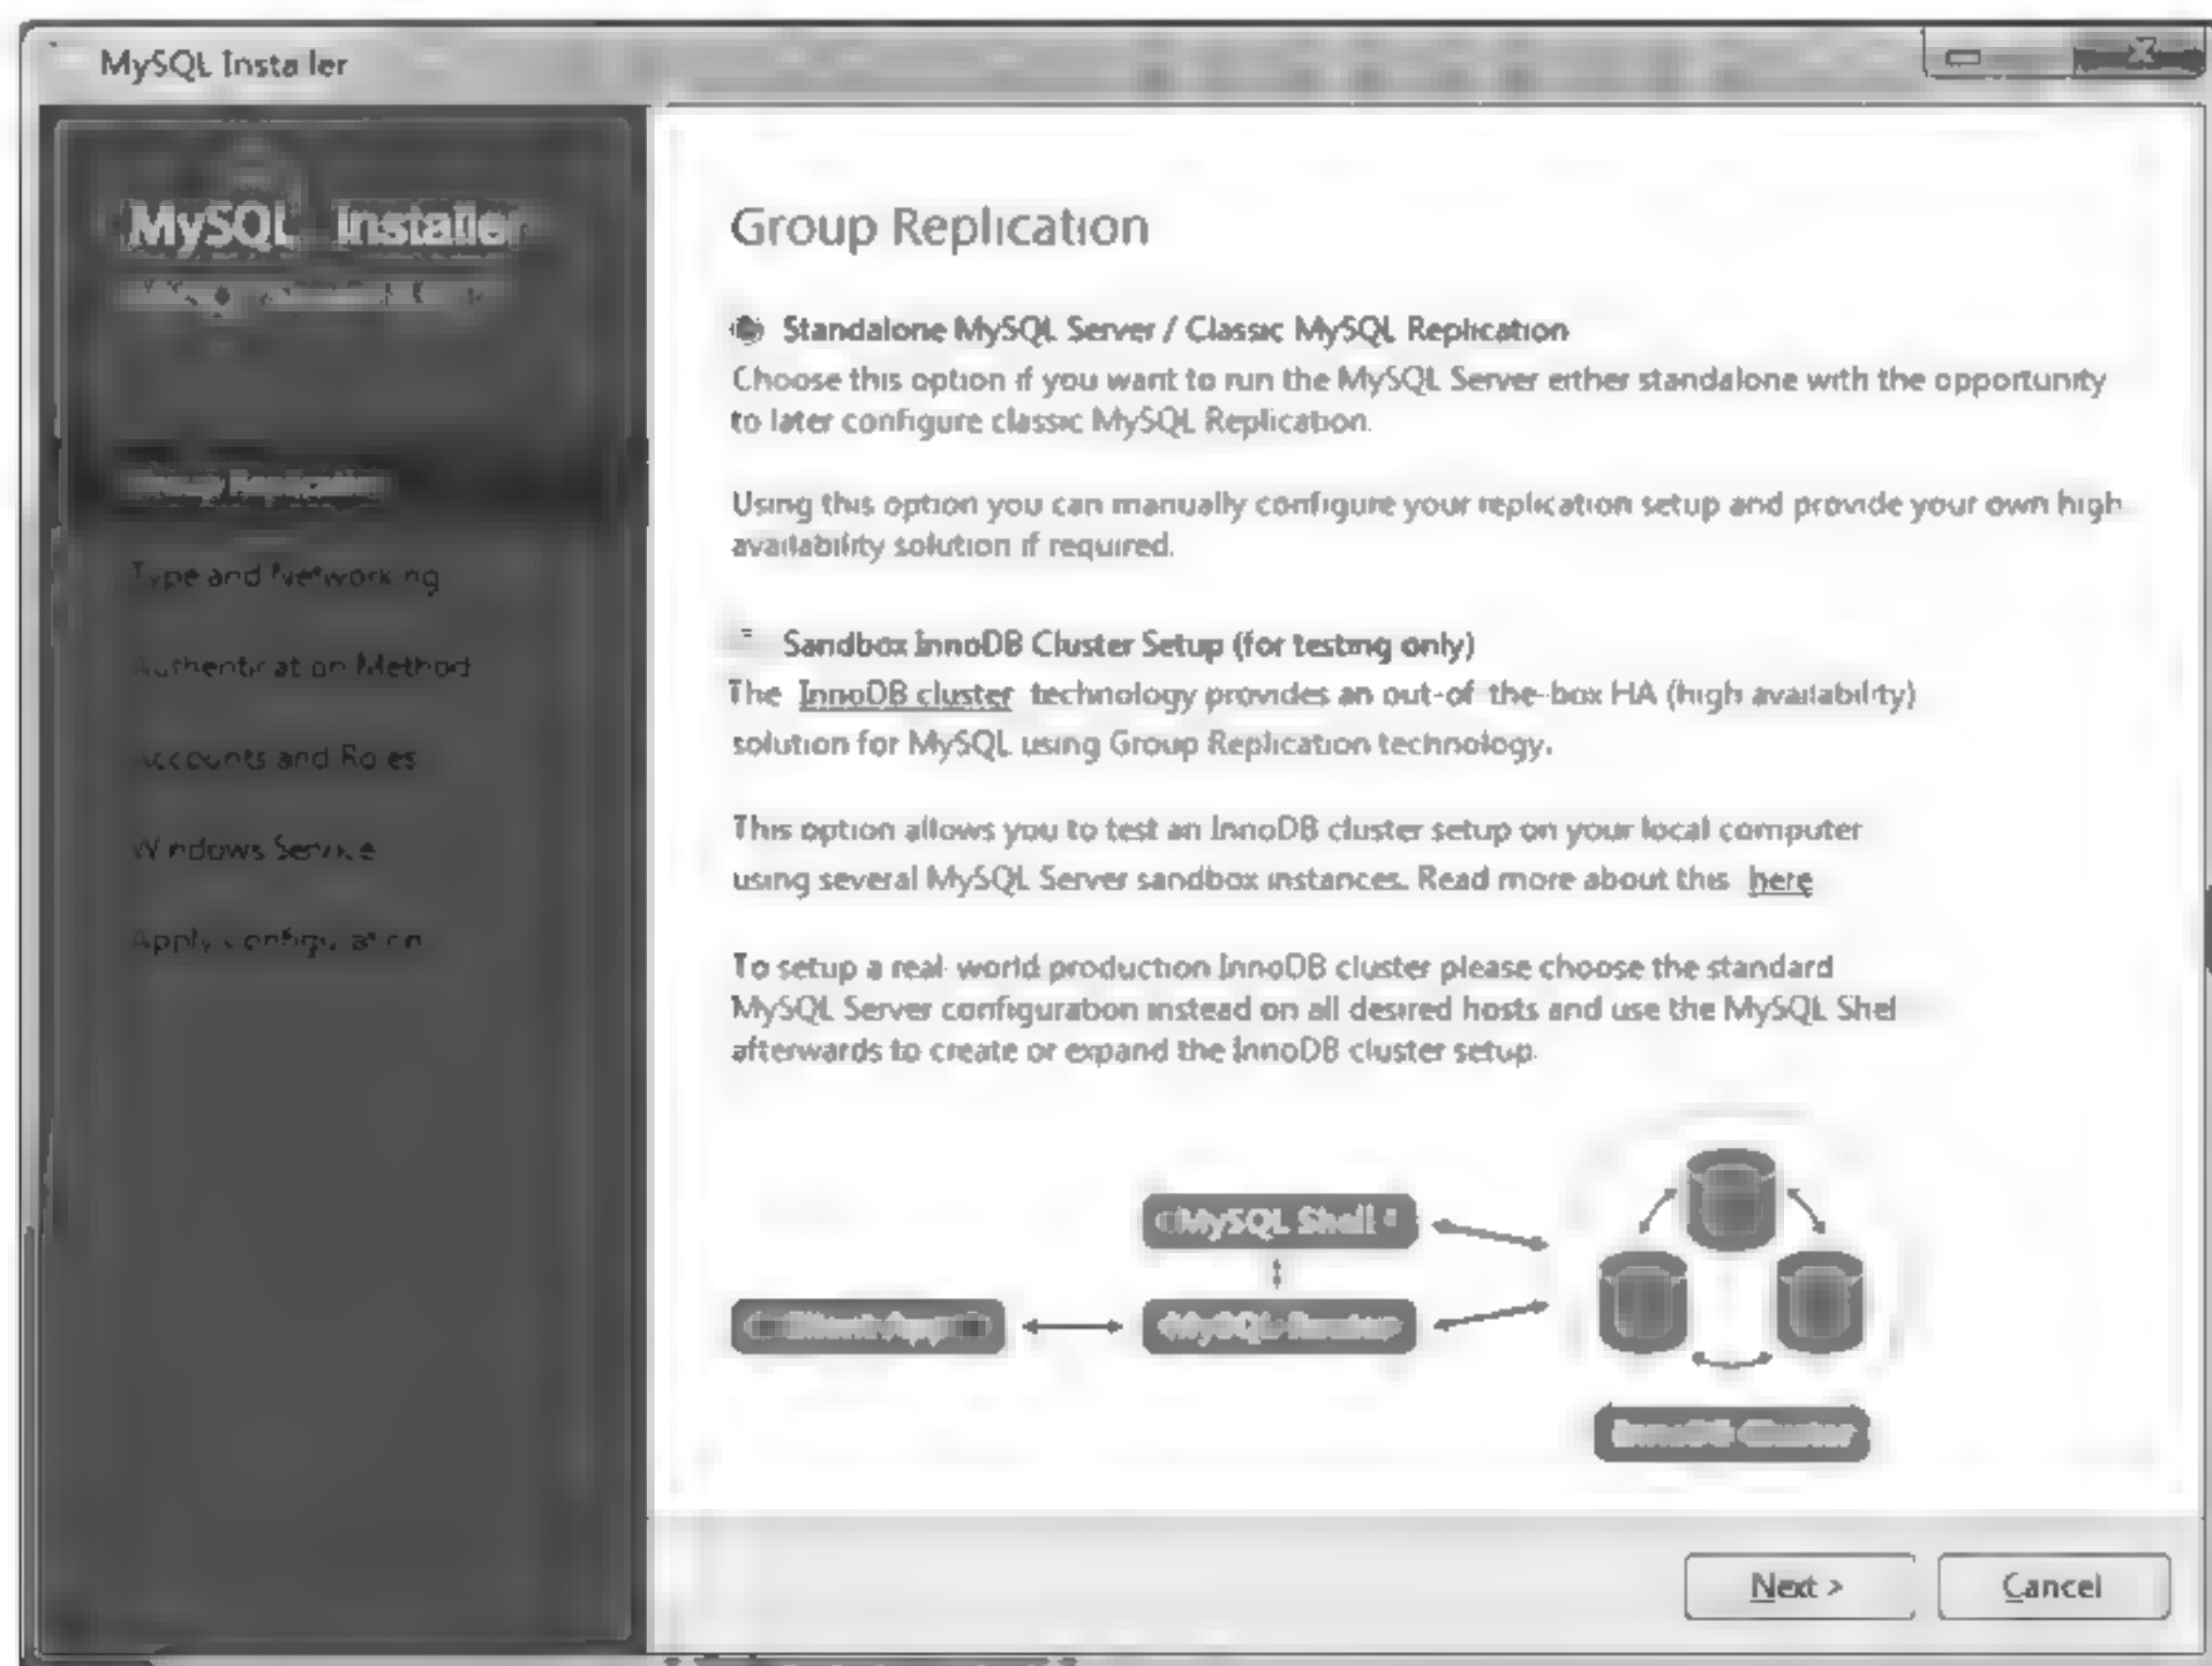 MySQL Installer
MySQL Installer
Type and Networking
Authentication Method
Accounts and Roles
Windows Service
Apply Configuration
Group Replication
Standalone MySQL Server / Classic MySQL Replication
Choose this option if you want to run the MySQL Server either standalone with the opportunity
to later configure classic MySQL Replication.
Using this option you can manually configure your replication setup and provide your own high
availability solution if required.
Sandbox InnoDB Cluster Setup (for testing only)
The InnoDB cluster technology provides an out-of-the-box HA (high availability)
solution for MySQL using Group Replication technology.
This option allows you to test an InnoDB cluster setup on your local computer
using several MySQL Server sandbox instances. Read more about this here
To setup a real-world production InnoDB cluster please choose the standard
MySQL Server configuration instead on all desired hosts and use the MySQL Shell
afterwards to create or expand the InnoDB cluster setup.
MySQL Shell
Client App
MySQL Router
InnoDB Cluster
Next >
Cancel